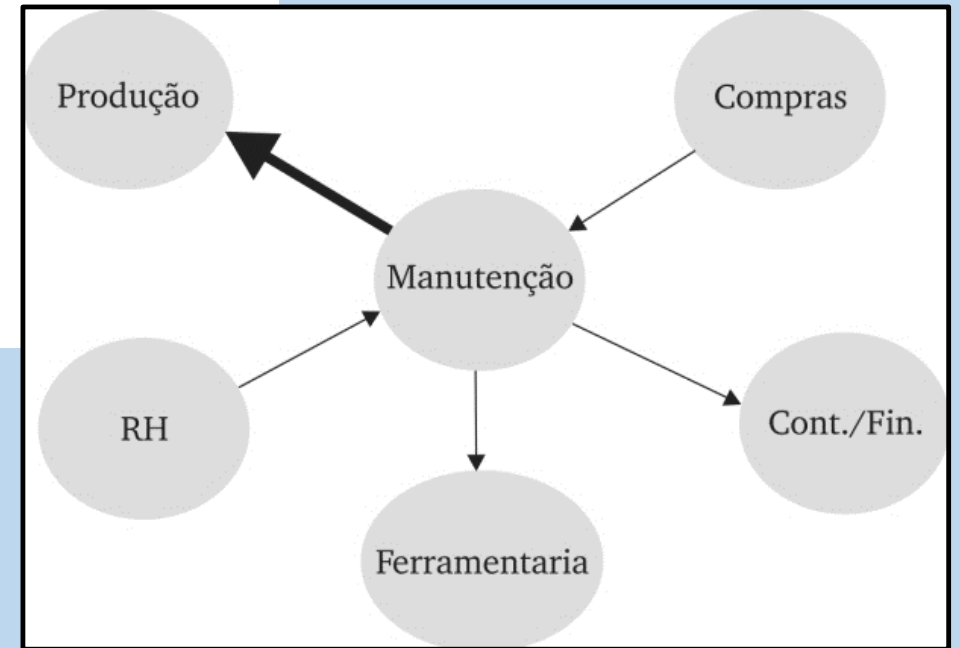 Produção
Compras
Manutenção
RH
Cont./Fin.
Ferramentaria